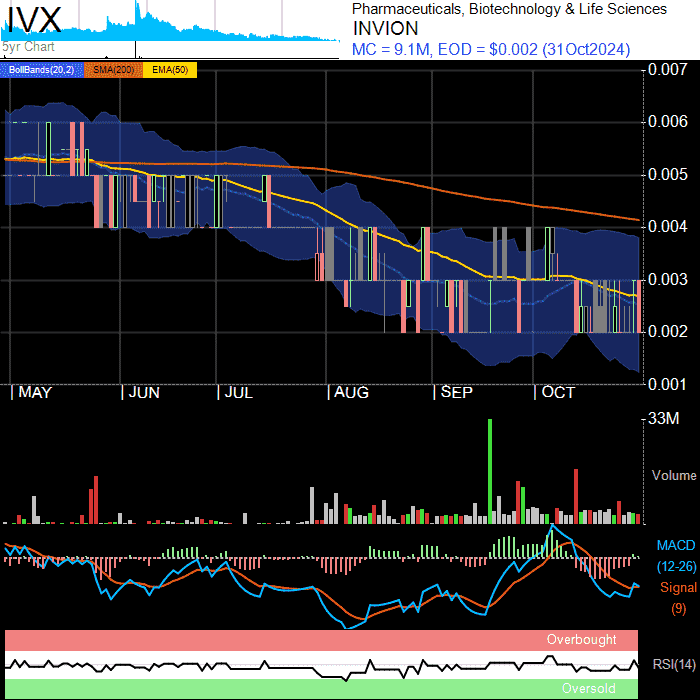 IVX
5yr Chart
Pharmaceuticals, Biotechnology & Life Sciences
INVION
MC = 9.1M, EOD = $0.002 (31Oct2024)
BollBands(20,2) SMA(200) EMA(50)
0.007
0.006
0.005
0.004
0.003
0.002
0.001
MAY JUN JUL AUG SEP OCT
33M
Volume
MACD
(12-26)
Signal
(9)
Overbought
RSI(14)
Oversold